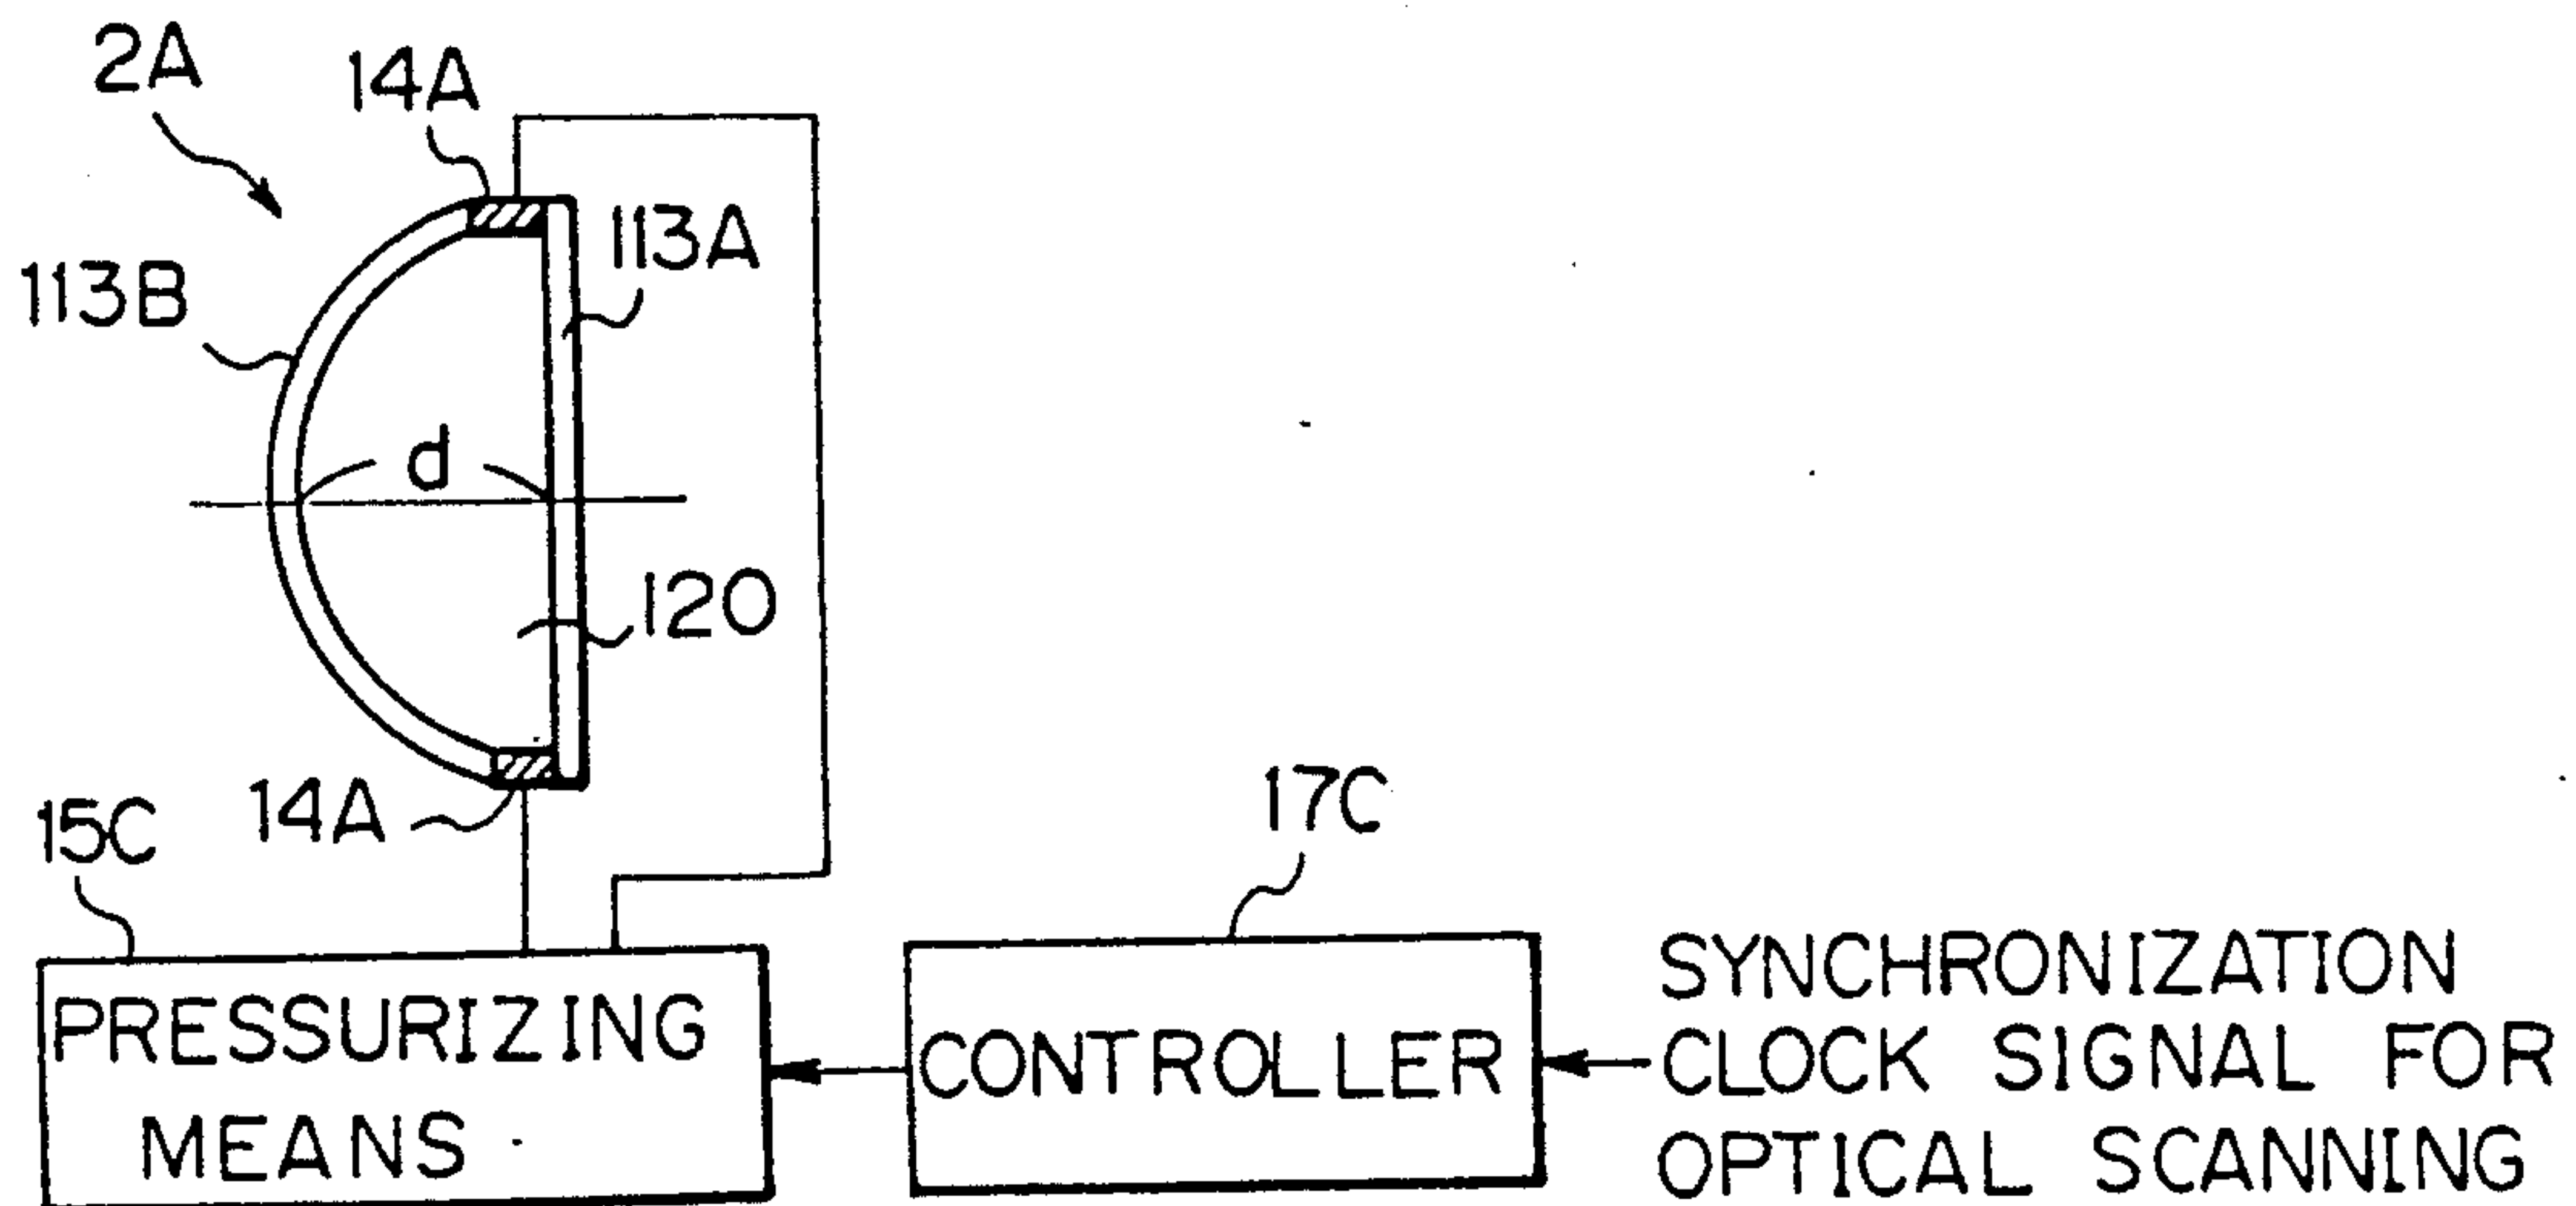 2A
14A
113A
113B
d
120
14A
15C
17C
PRESSURIZING
MEANS
CONTROLLER
SYNCHRONIZATION
CLOCK SIGNAL FOR
OPTICAL SCANNING